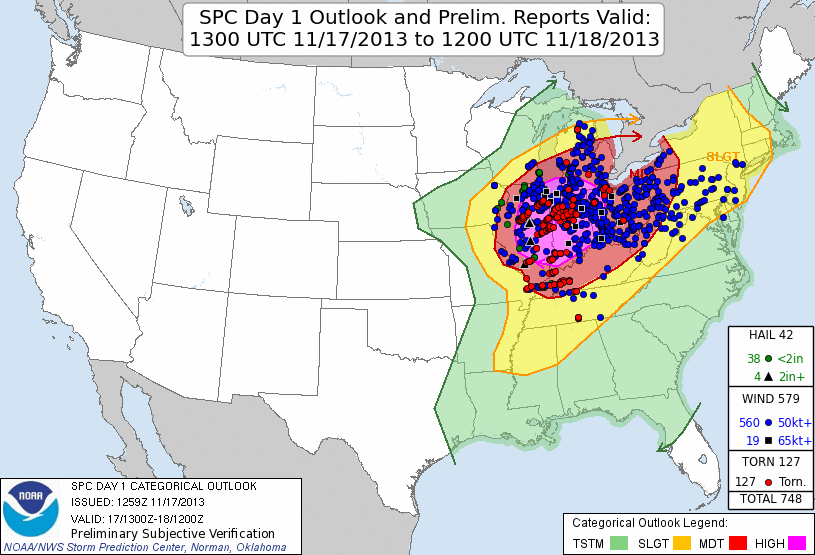 SPC Day 1 Outlook and Prelim. Reports Valid:
1300 UTC 11/17/2013 to 1200 UTC 11/18/2013
SLGT
HAIL 42
38 <2in
4 2in+
WIND 579
560 50kt+
19 65kt+
TORN 127
127 Torn.
TOTAL 748
NOAA
SPC DAY 1 CATEGORICAL OUTLOOK
ISSUED: 1259Z 11/17/2013
VALID: 17/1300Z-18/1200Z
Preliminary Subjective Verification
NOAA/NWS Storm Prediction Center, Norman, Oklahoma
Categorical Outlook Legend:
TSTM SLGT MDT HIGH